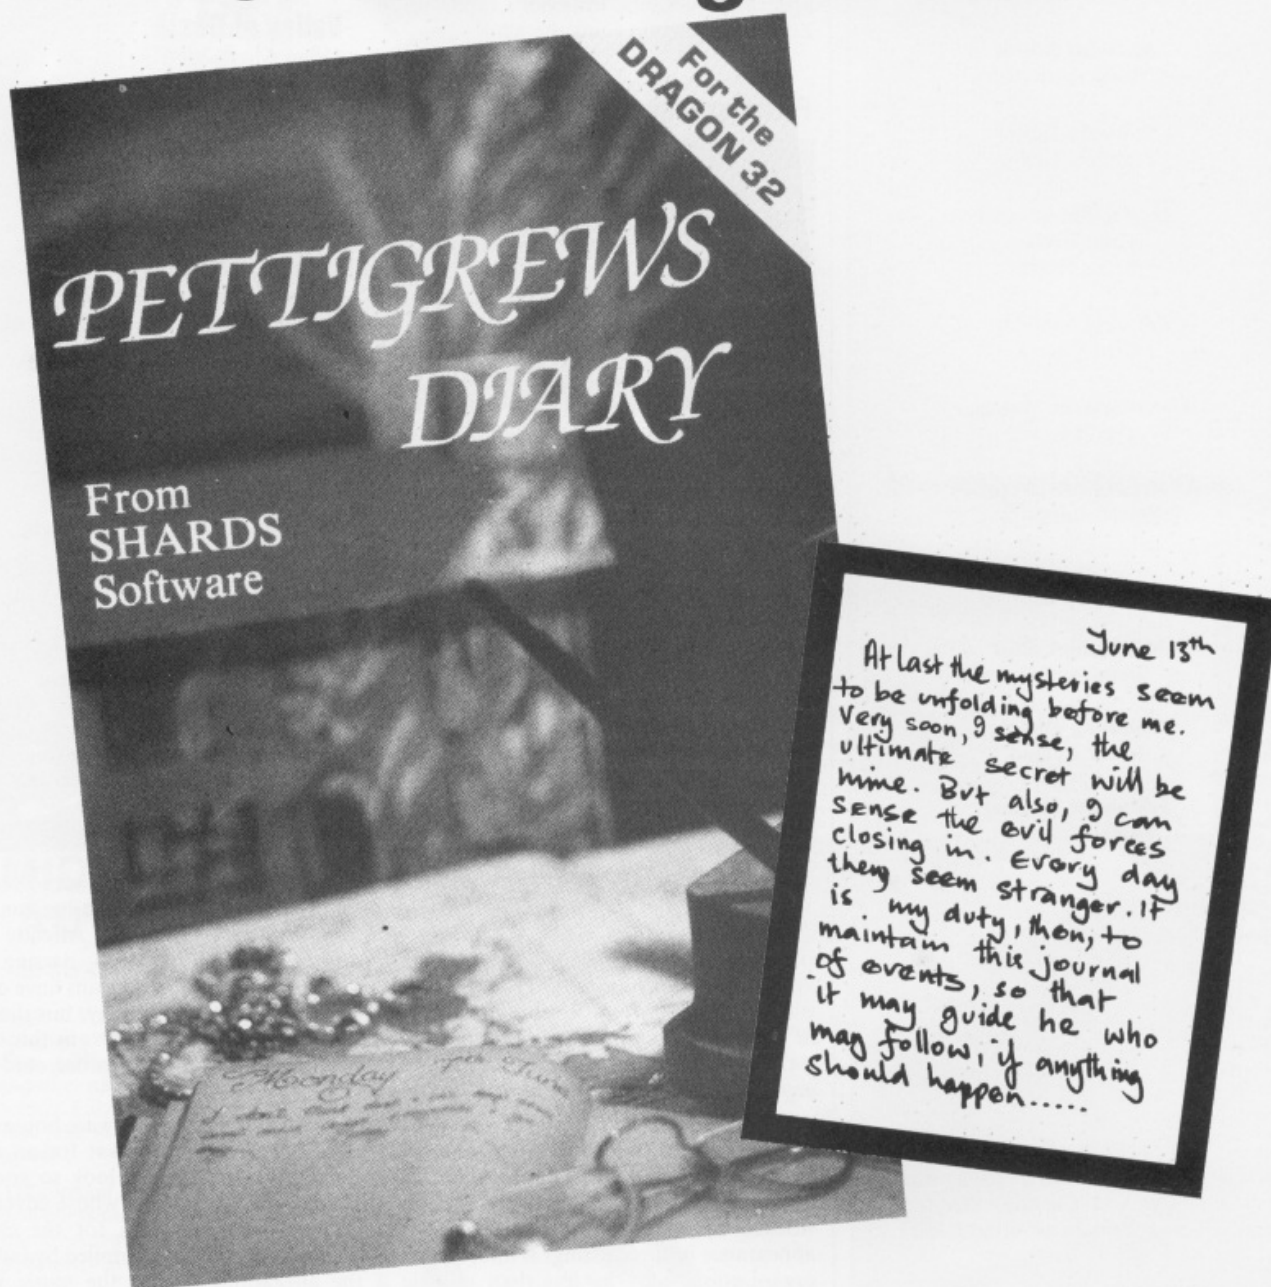 For the
DRAGON 32
PETTIGREWS
DIARY
From
SHARDS
Software
June 13th
At last the mysteries seem
to be unfolding before me.
Very soon, I sense, the
ultimate secret will be
mine. But also, I can
sense the evil forces
closing in. Every day
they seem stranger. It
is my duty, then, to
maintain this journal
of events, so that
it may guide he who
may follow, if anything
should happen.....
Monday 7th June